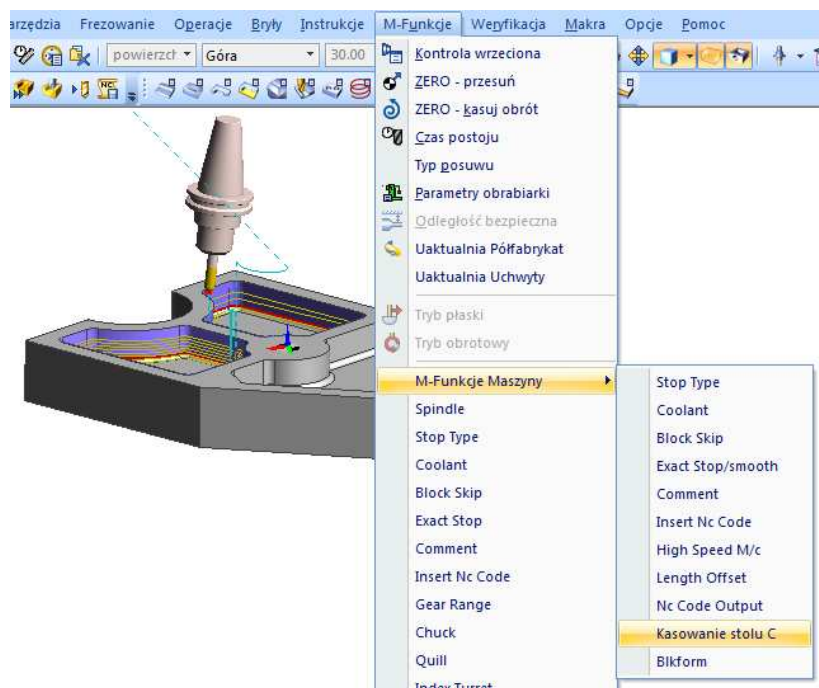 arzędzia Frezowanie Operacje Bryły Instrukcje M-Funkcje Weryfikacja Makra Opcje Pomoc
powierzch Góra 30.00
NC
Kontrola wrzeciona
ZERO - przesuń
ZERO - kasuj obrót
Czas postoju
Typ posuwu
Parametry obrabiarki
Odległość bezpieczna
Uaktualnia Półfabrykat
Uaktualnia Uchwyty
Tryb płaski
Tryb obrotowy
M-Funkcje Maszyny
Spindle
Stop Type
Coolant
Block Skip
Exact Stop
Comment
Insert Nc Code
Gear Range
Chuck
Quill
Index Turret
Stop Type
Coolant
Block Skip
Exact Stop/smooth
Comment
Insert Nc Code
High Speed M/c
Length Offset
Nc Code Output
Kasowanie stolu C
Blkform